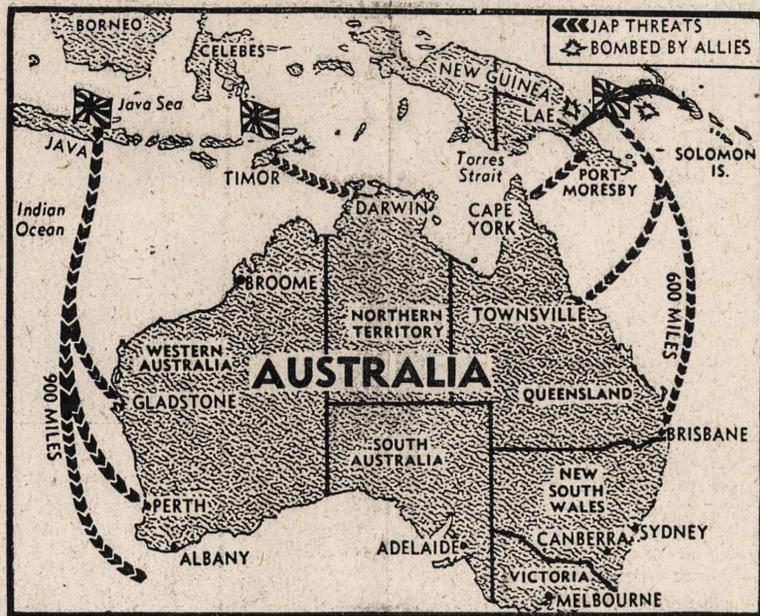 BORNEO
CELEBES
JAP THREATS
BOMBED BY ALLIES
NEW GUINEA
Java Sea
LAE
JAVA
TIMOR
Torres
Strait
PORT
MORESBY
SOLOMON
IS.
Indian
Ocean
DARWIN
CAPE
YORK
BROOME
NORTHERN
TERRITORY
TOWNSVILLE
600 MILES
WESTERN
AUSTRALIA
AUSTRALIA
900 MILES
GLADSTONE
QUEENSLAND
BRISBANE
SOUTH
AUSTRALIA
NEW
SOUTH
WALES
PERTH
ALBANY
ADELAIDE
CANBERRA
SYDNEY
VICTORIA
MELBOURNE